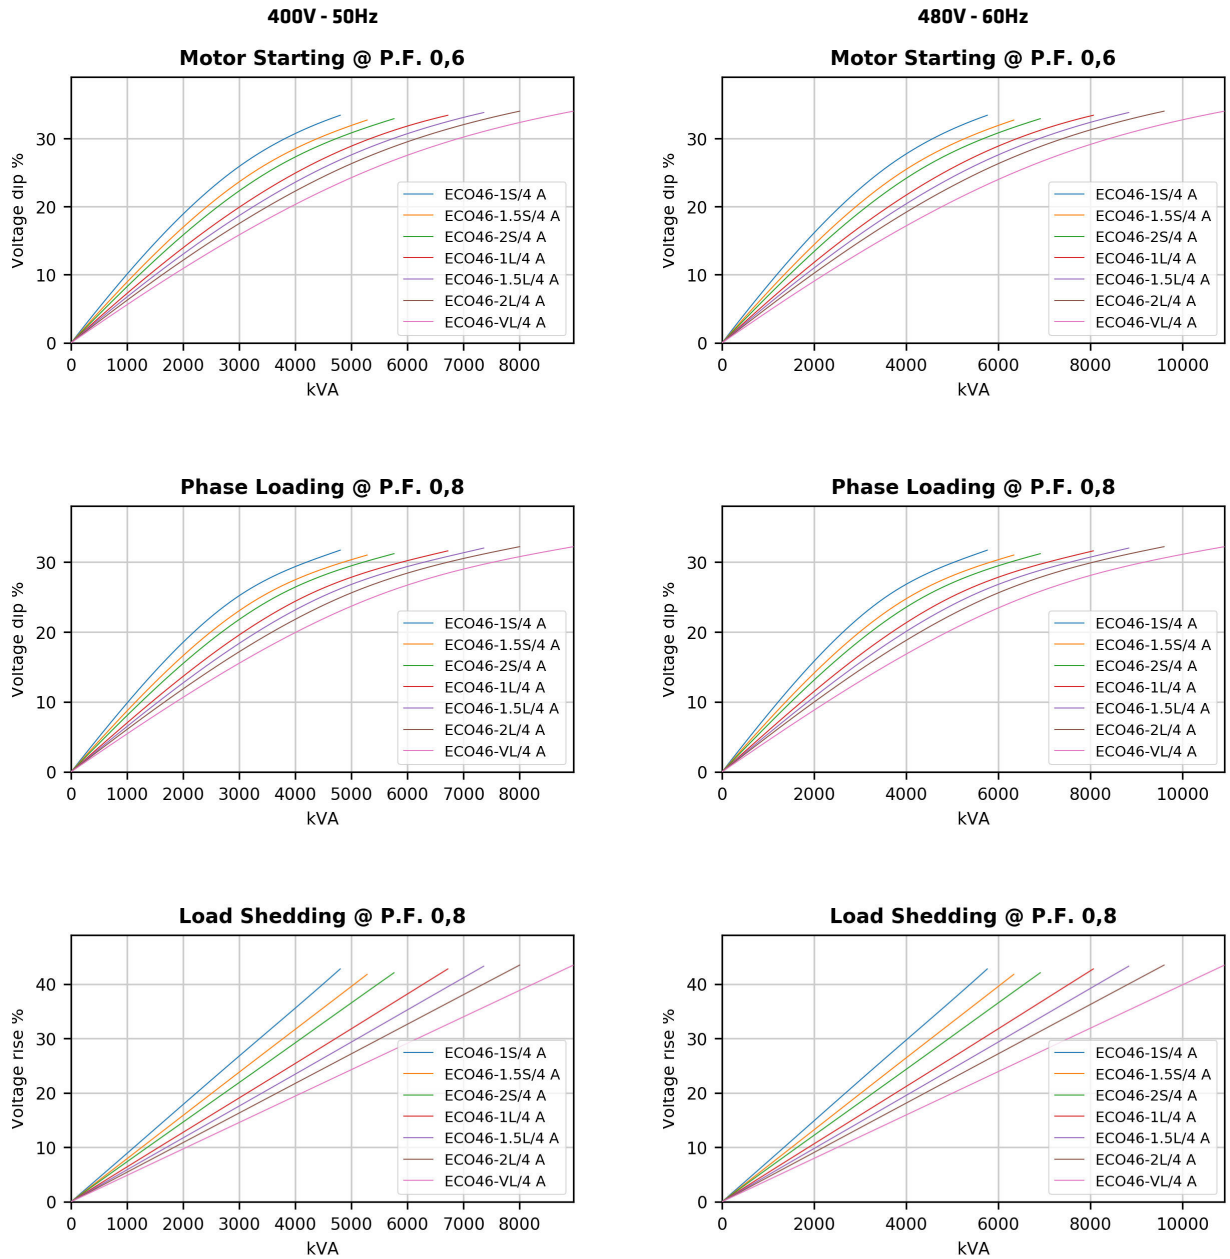 400V - 50Hz
480V - 60Hz
Motor Starting @ P.F. 0,6
Voltage dip %
30
20
10
0
0 1000 2000 3000 4000 5000 6000 7000 8000
kVA
ECO46-1S/4 A
ECO46-1.5S/4 A
ECO46-2S/4 A
ECO46-1L/4 A
ECO46-1.5L/4 A
ECO46-2L/4 A
ECO46-VL/4 A
Motor Starting @ P.F. 0,6
Voltage dip %
30
20
10
0
0 2000 4000 6000 8000 10000
kVA
ECO46-1S/4 A
ECO46-1.5S/4 A
ECO46-2S/4 A
ECO46-1L/4 A
ECO46-1.5L/4 A
ECO46-2L/4 A
ECO46-VL/4 A
Phase Loading @ P.F. 0,8
Voltage dip %
30
20
10
0
0 1000 2000 3000 4000 5000 6000 7000 8000
kVA
ECO46-1S/4 A
ECO46-1.5S/4 A
ECO46-2S/4 A
ECO46-1L/4 A
ECO46-1.5L/4 A
ECO46-2L/4 A
ECO46-VL/4 A
Phase Loading @ P.F. 0,8
Voltage dip %
30
20
10
0
0 2000 4000 6000 8000 10000
kVA
ECO46-1S/4 A
ECO46-1.5S/4 A
ECO46-2S/4 A
ECO46-1L/4 A
ECO46-1.5L/4 A
ECO46-2L/4 A
ECO46-VL/4 A
Load Shedding @ P.F. 0,8
Voltage rise %
40
30
20
10
0
0 1000 2000 3000 4000 5000 6000 7000 8000
kVA
ECO46-1S/4 A
ECO46-1.5S/4 A
ECO46-2S/4 A
ECO46-1L/4 A
ECO46-1.5L/4 A
ECO46-2L/4 A
ECO46-VL/4 A
Load Shedding @ P.F. 0,8
Voltage rise %
40
30
20
10
0
0 2000 4000 6000 8000 10000
kVA
ECO46-1S/4 A
ECO46-1.5S/4 A
ECO46-2S/4 A
ECO46-1L/4 A
ECO46-1.5L/4 A
ECO46-2L/4 A
ECO46-VL/4 A